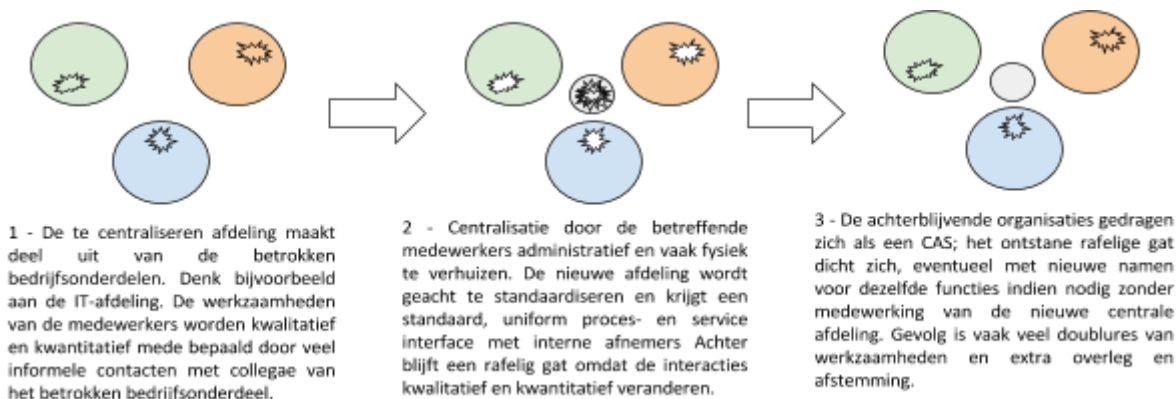 1 - De te centraliseren afdeling maakt
deel uit van de betrokken
bedrijfsonderdelen. Denk bijvoorbeeld
aan de IT-afdeling. De werkzaamheden
van de medewerkers worden kwalitatief
en kwantitatief mede bepaald door veel
informele contacten met collegae van
het betrokken bedrijfsonderdeel.
2 - Centralisatie door de betreffende
medewerkers administratief en vaak fysiek
te verhuizen. De nieuwe afdeling wordt
geacht te standaardiseren en krijgt een
standaard, uniform proces- en service
interface met interne afnemers Achter
blijft een rafelig gat omdat de interacties
kwalitatief en kwantitatief veranderen.
3 - De achterblijvende organisaties gedragen
zich als een CAS; het ontstane rafelige gat
dicht zich, eventueel met nieuwe namen
voor dezelfde functies indien nodig zonder
medewerking van de nieuwe centrale
afdeling. Gevolg is vaak veel doublures van
werkzaamheden en extra overleg en
afstemming.